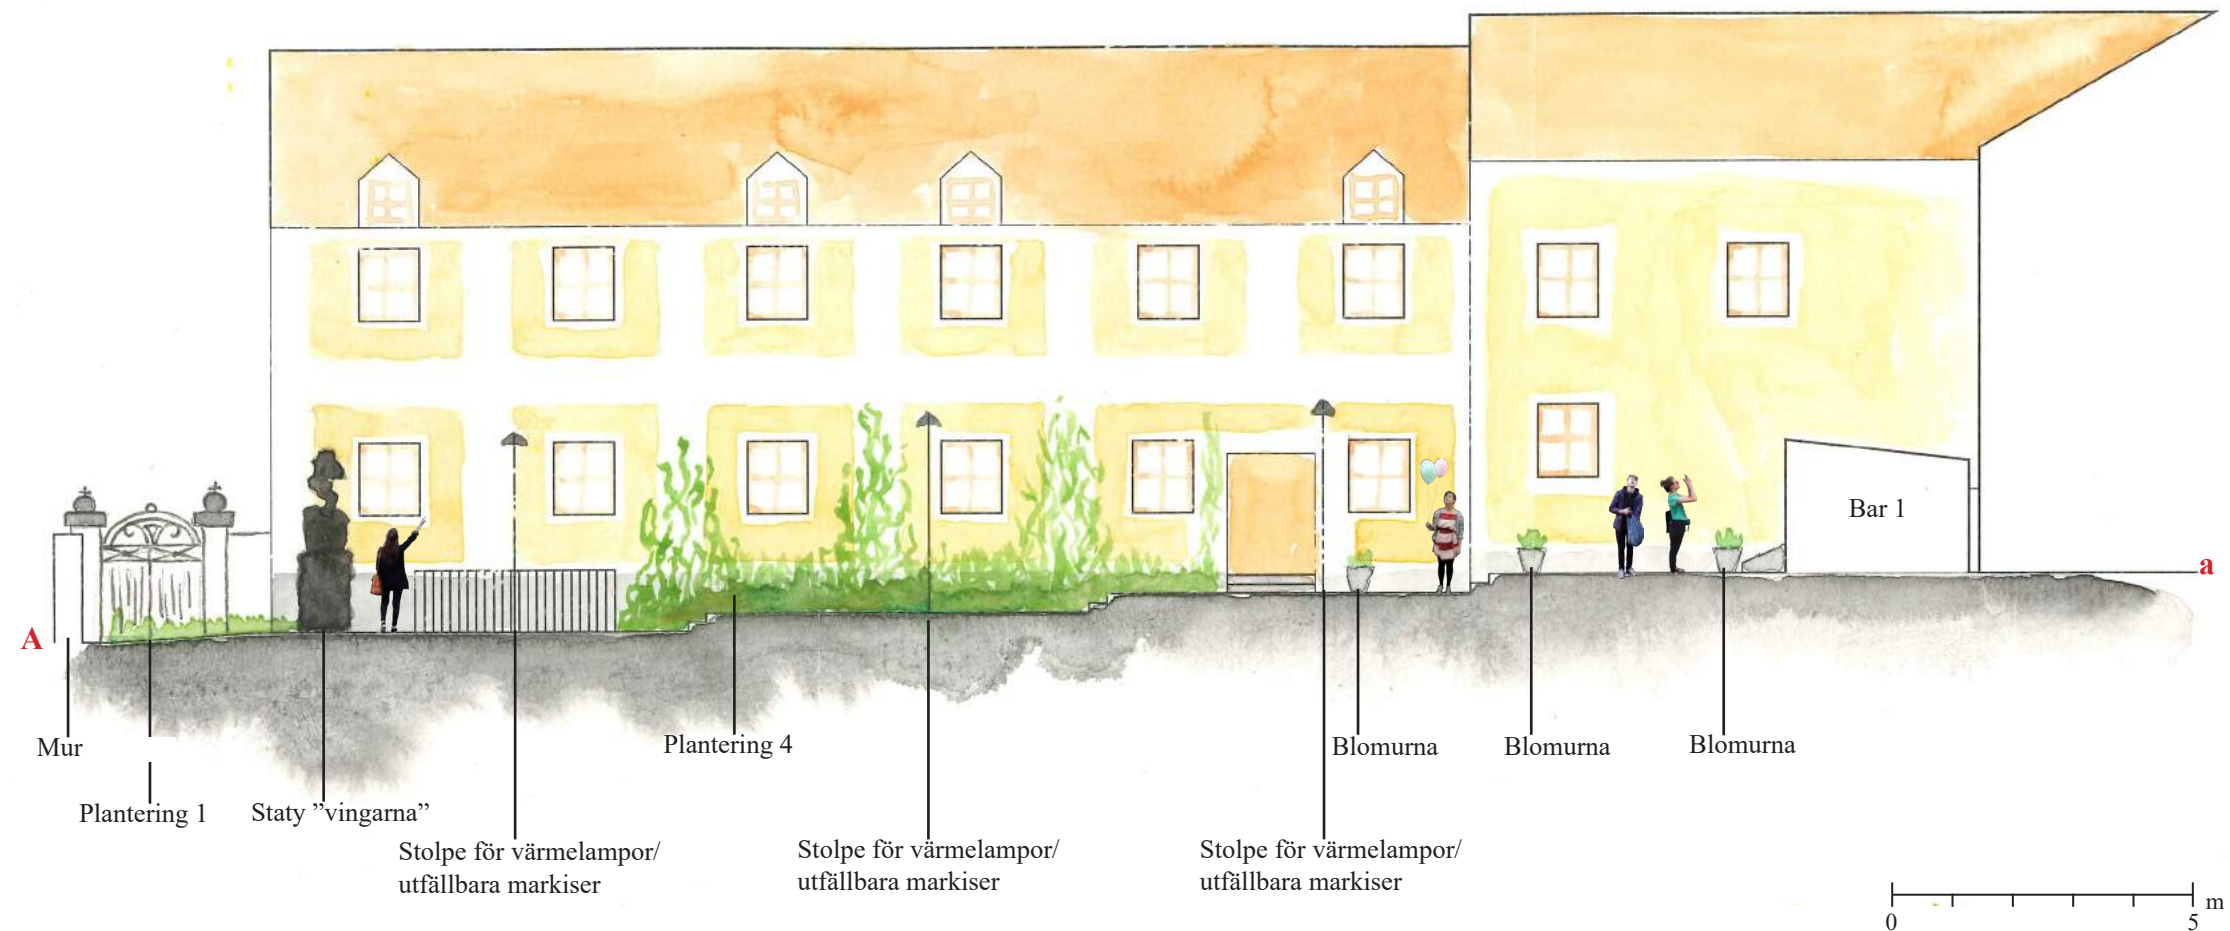 Bar 1
a
A
Mur
Plantering 4
Blomurna
Blomurna
Blomurna
Plantering 1
Staty ”vingarna”
Stolpe för värmelampor/
utfällbara markiser
Stolpe för värmelampor/
utfällbara markiser
Stolpe för värmelampor/
utfällbara markiser
m
0
5